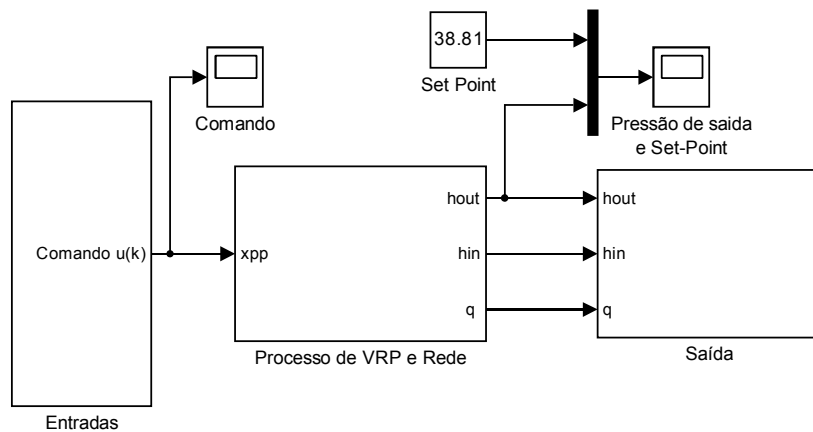 38.81
Set Point
Comando
Pressão de saida
e Set-Point
Comando u(k)
xpp
hout
hin
q
hout
hin
q
Processo de VRP e Rede
Saída
Entradas